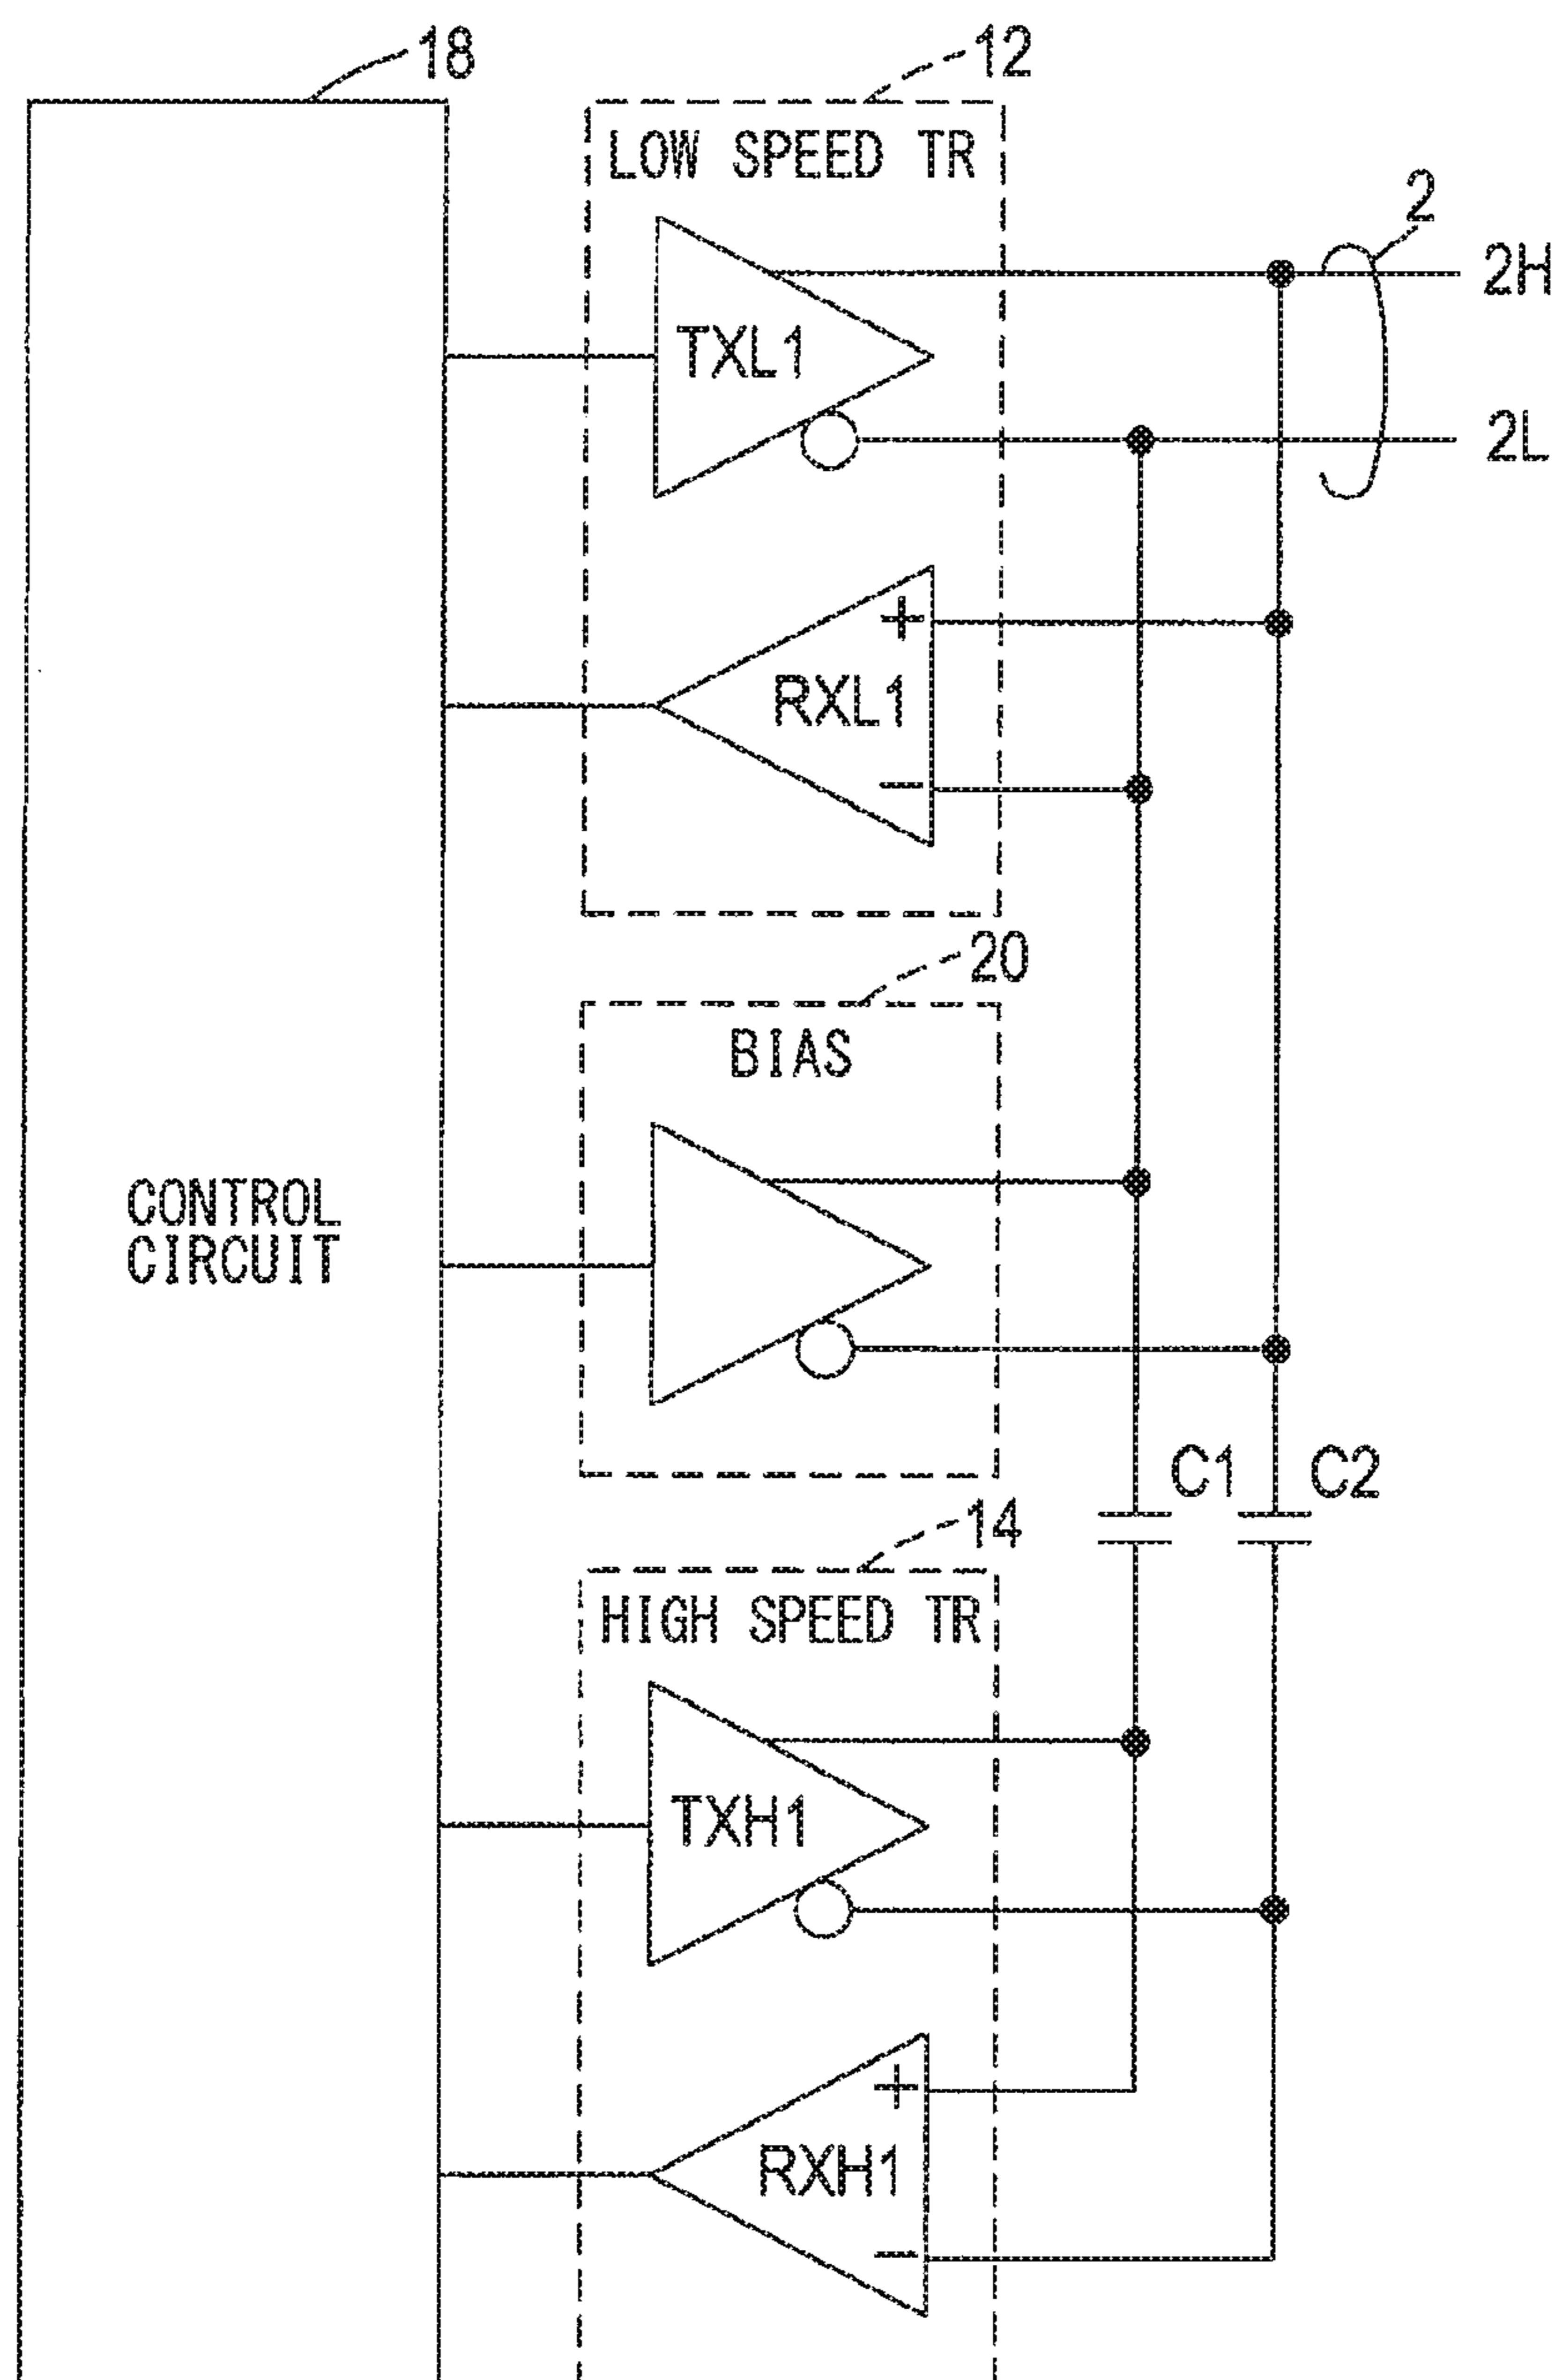 18
12
LOW SPEED TR
2
2H
TXL1
2L
+
RXL1
−
20
BIAS
CONTROL
CIRCUIT
C1
C2
14
HIGH SPEED TR
TXH1
+
RXH1
−